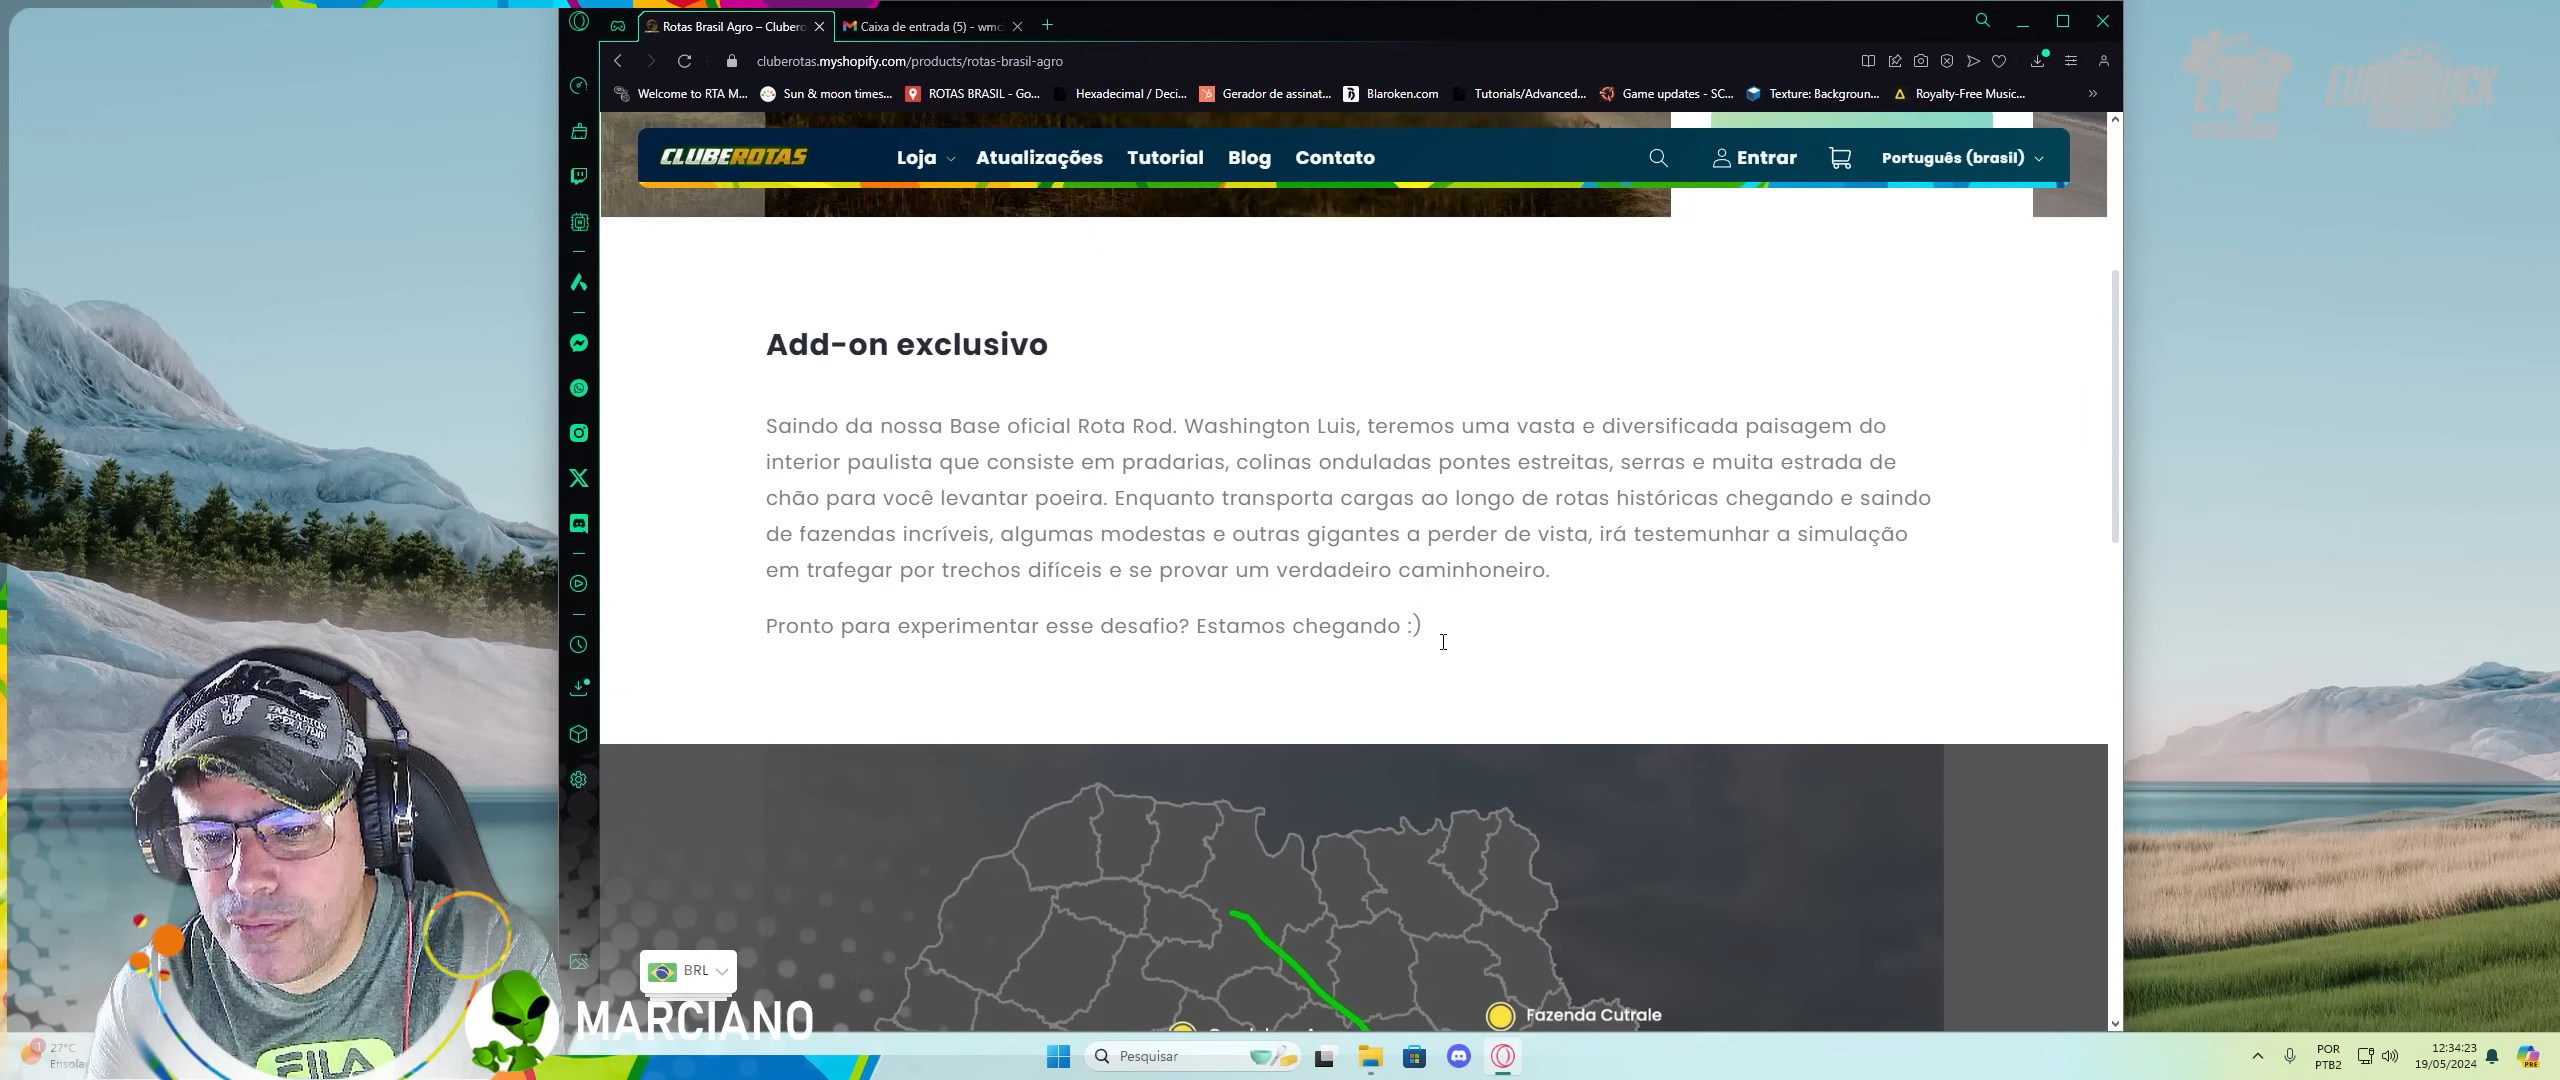 Rotas Brasil Agro – Clubero
Caixa de entrada (5) - wmc
cluberotas.myshopify.com/products/rotas-brasil-agro
Welcome to RTA M...
Sun & moon times...
ROTAS BRASIL - Go...
Hexadecimal / Deci...
Gerador de assinat...
Blaroken.com
Tutorials/Advanced...
Game updates - SC...
Texture: Backgroun...
Royalty-Free Music...
CLUBEROTAS
Loja
Atualizações
Tutorial
Blog
Contato
Entrar
Português (brasil)
Add-on exclusivo
Saindo da nossa Base oficial Rota Rod. Washington Luis, teremos uma vasta e diversificada paisagem do
interior paulista que consiste em pradarias, colinas onduladas pontes estreitas, serras e muita estrada de
chão para você levantar poeira. Enquanto transporta cargas ao longo de rotas históricas chegando e saindo
de fazendas incríveis, algumas modestas e outras gigantes a perder de vista, irá testemunhar a simulação
em trafegar por trechos difíceis e se provar um verdadeiro caminhoneiro.
Pronto para experimentar esse desafio? Estamos chegando :)
Fazenda Cutrale
BRL
MARCIANO
FILA
1
27°C
Ensola
Pesquisar
POR
PTB2
12:34:23
19/05/2024
PRE